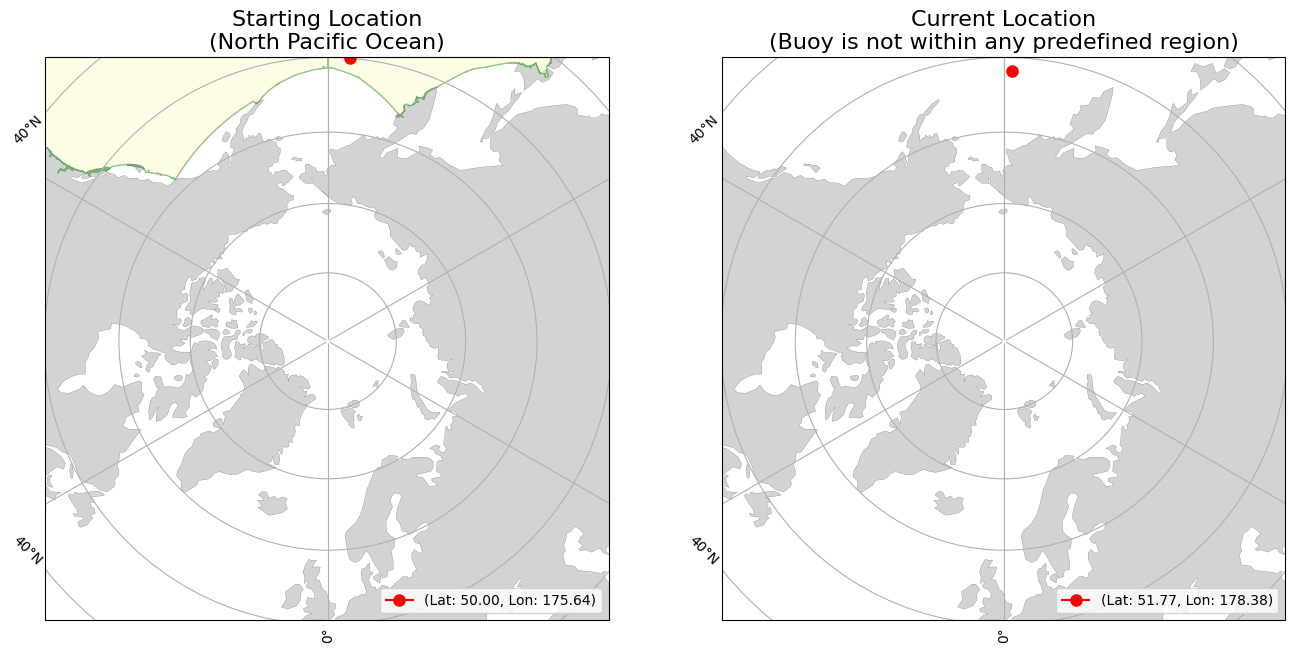 Starting Location
(North Pacific Ocean)
40°N
40°N
0°
(Lat: 50.00, Lon: 175.64)
Current Location
(Buoy is not within any predefined region)
40°N
40°N
0°
(Lat: 51.77, Lon: 178.38)